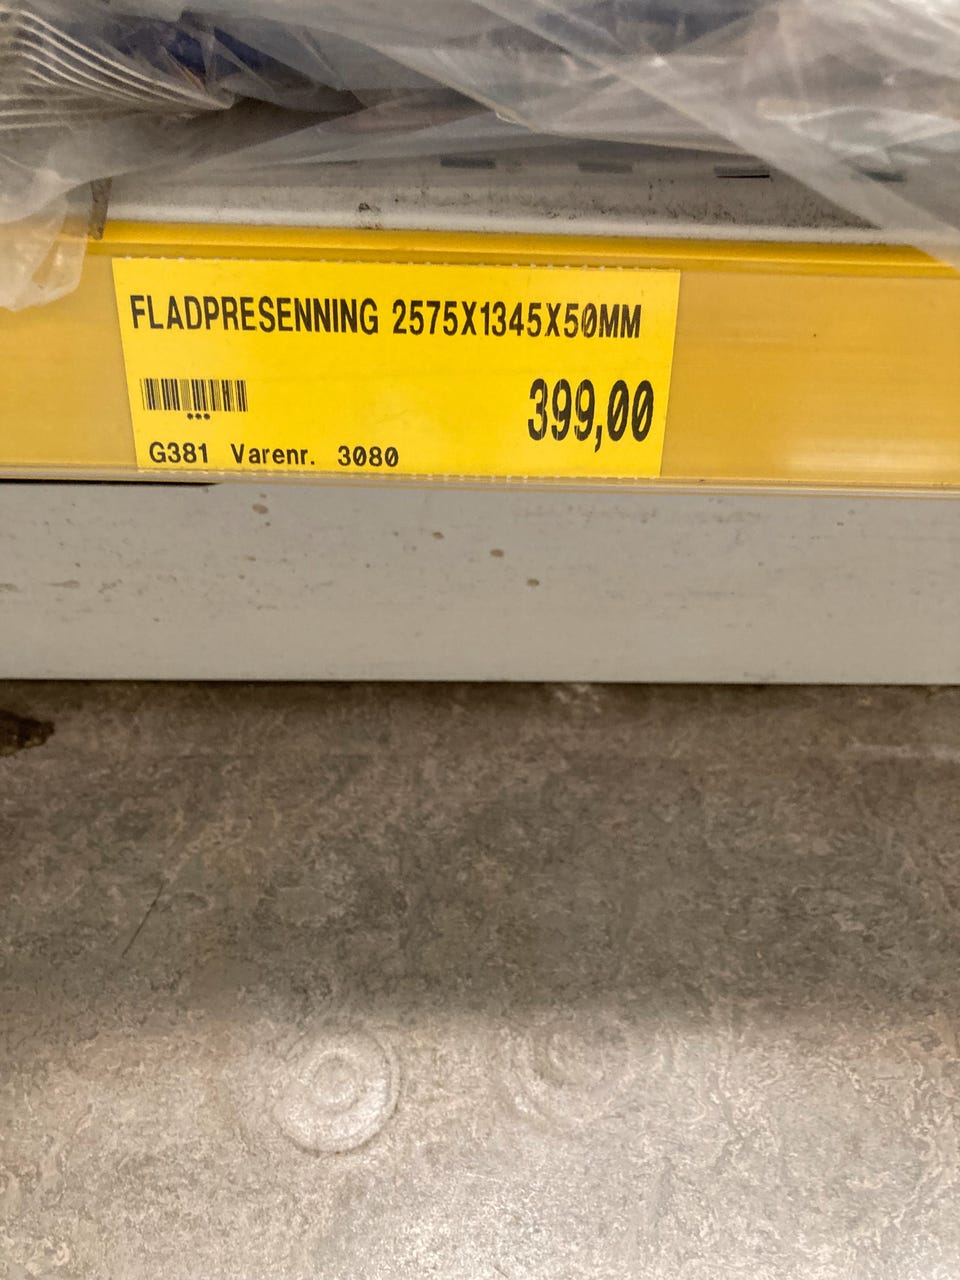 FLADPRESENNING 2575X1345X50MM
399,00
***
G381 Varenr. 3080